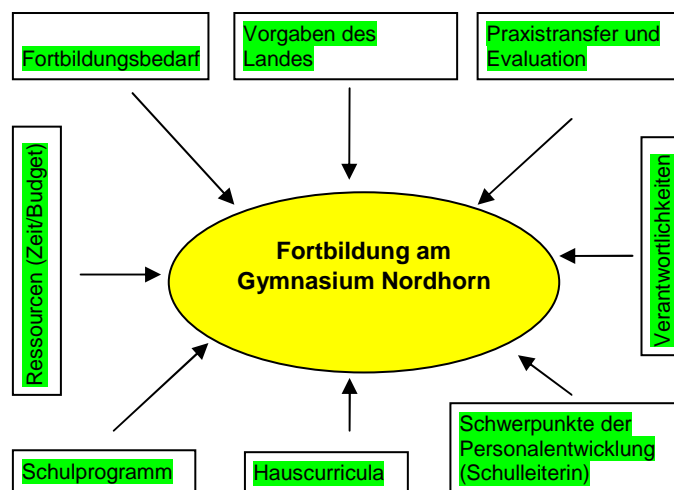 Fortbildungsbedarf
Vorgaben des
Landes
Praxistransfer und
Evaluation
Ressourcen (Zeit/Budget)
Fortbildung am
Gymnasium Nordhorn
Verantwortlichkeiten
Schulprogramm
Hauscurricula
Schwerpunkte der
Personalentwicklung
(Schulleiterin)